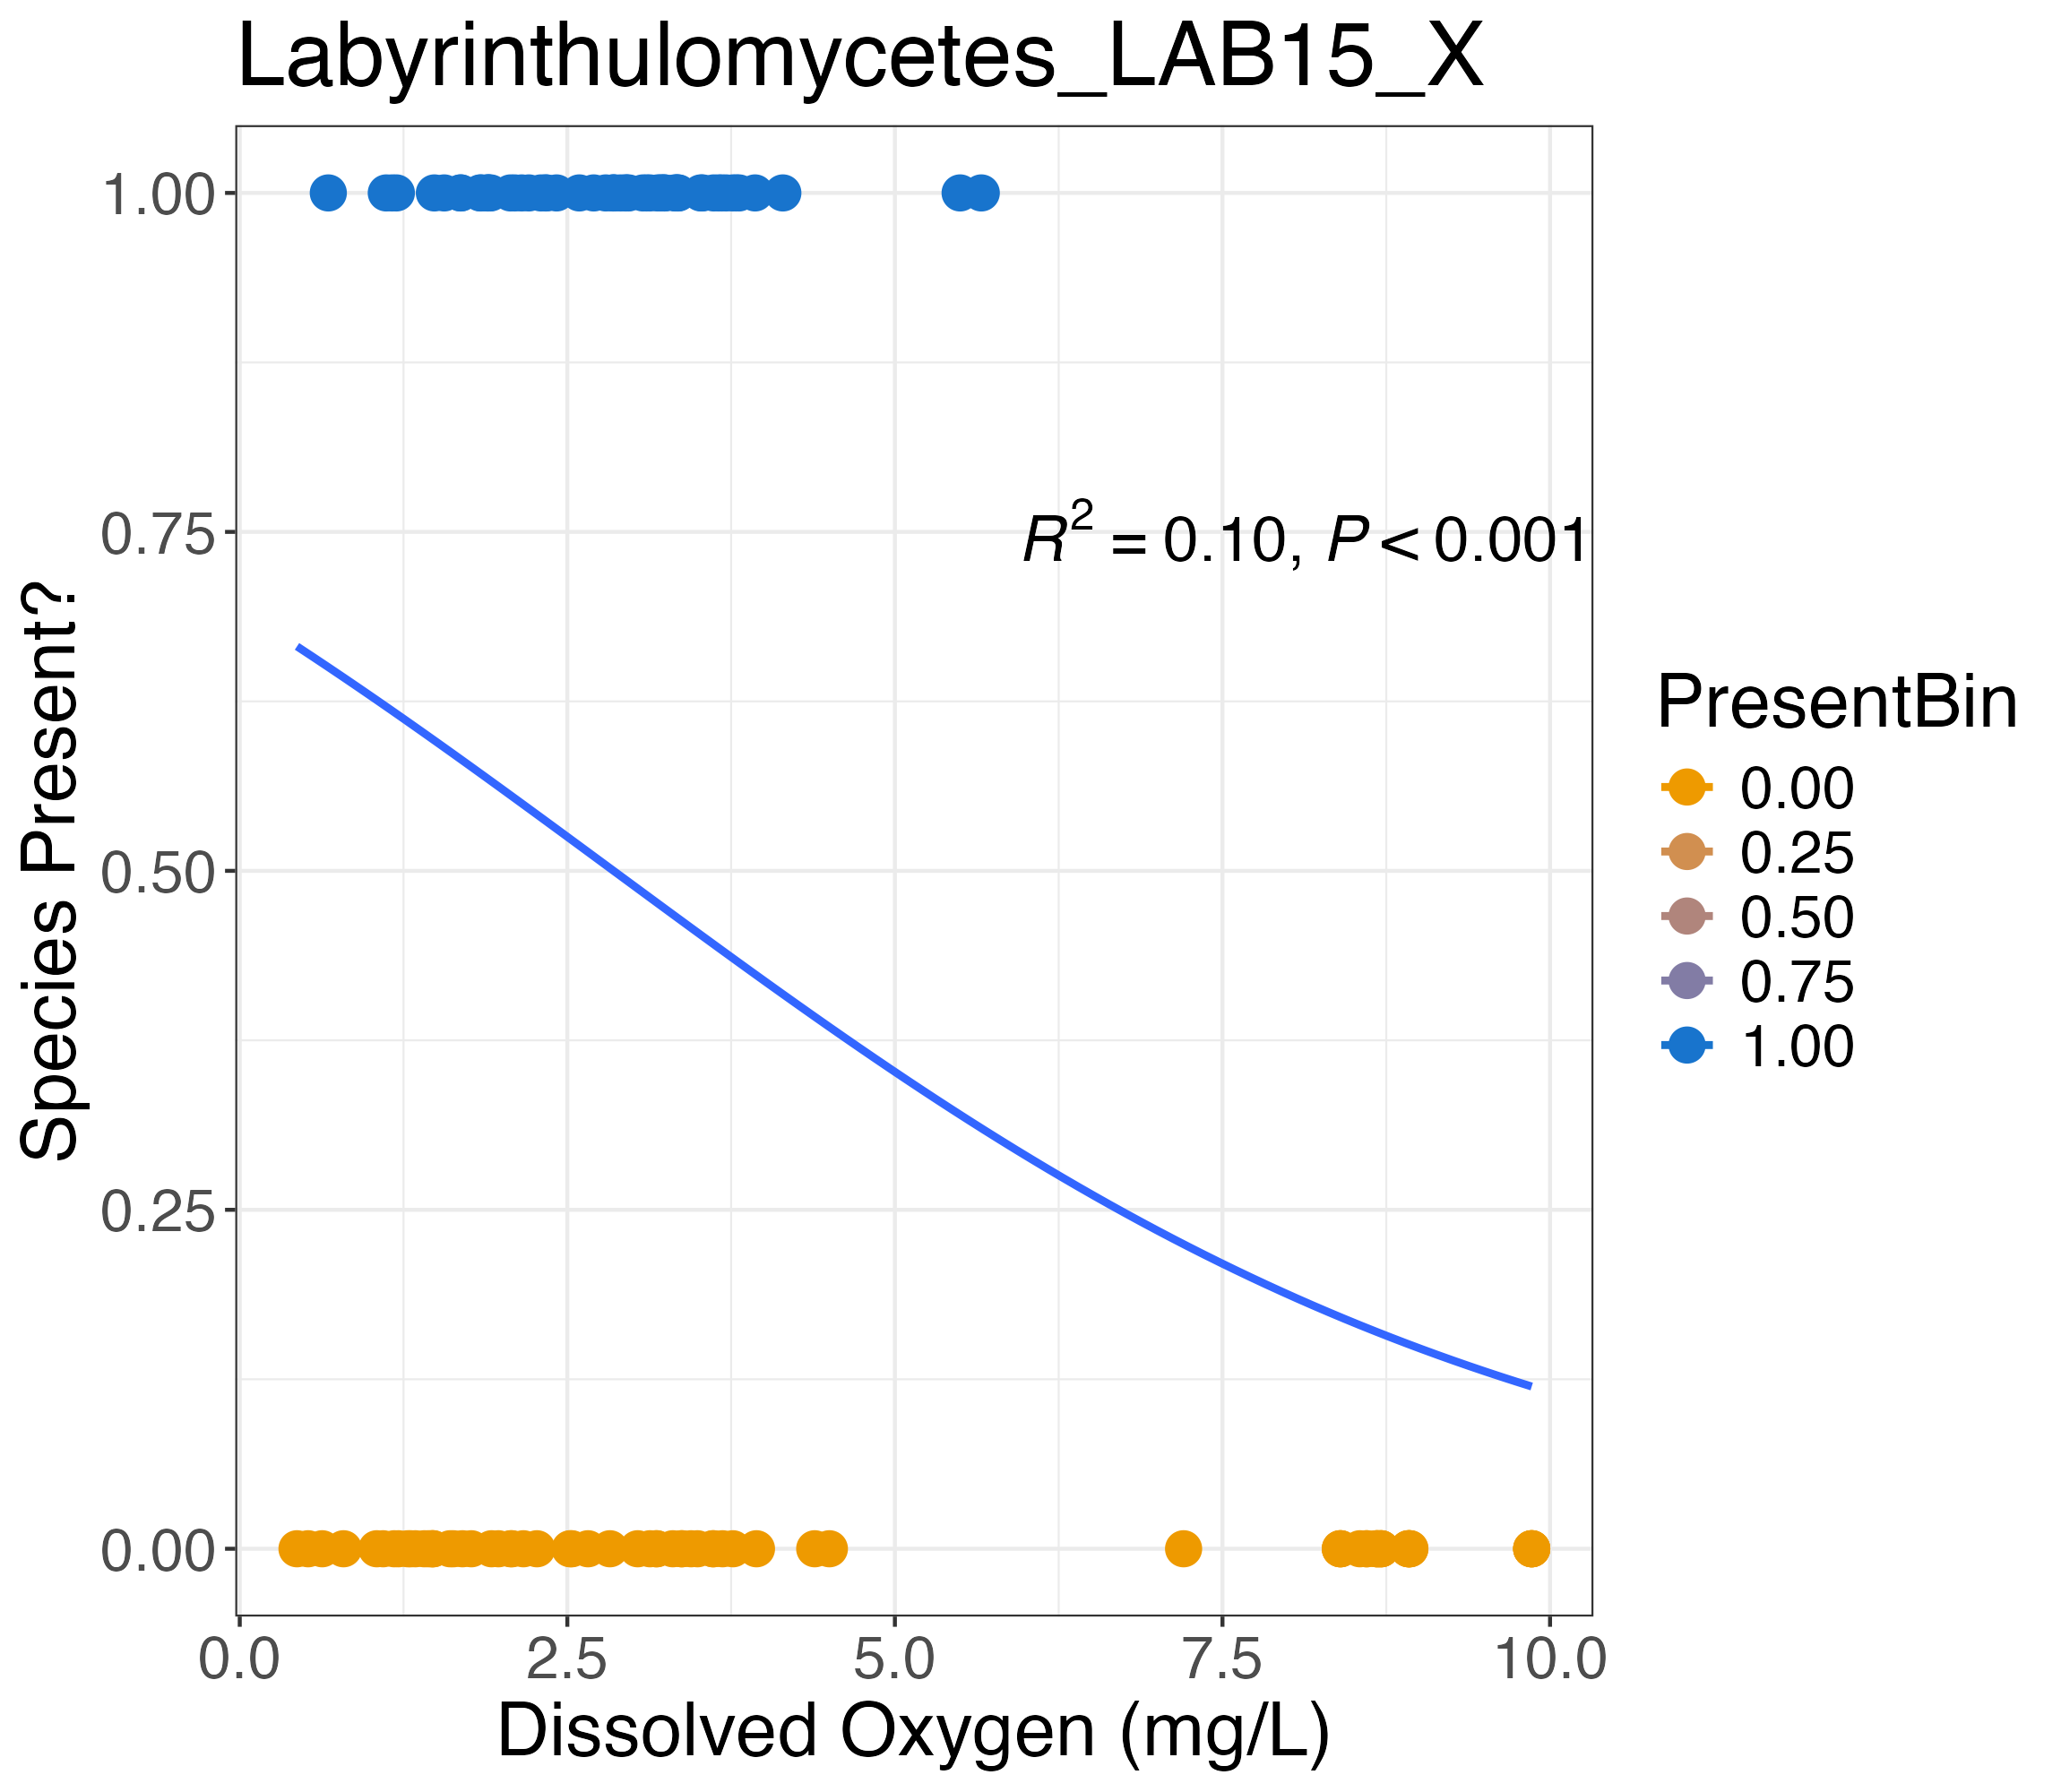 Labyrinthulomycetes_LAB15_X
1.00
0.75
0.50
0.25
0.00
Species Present?
R² = 0.10, P < 0.001
0.0 2.5 5.0 7.5 10.0
Dissolved Oxygen (mg/L)
PresentBin
0.00
0.25
0.50
0.75
1.00